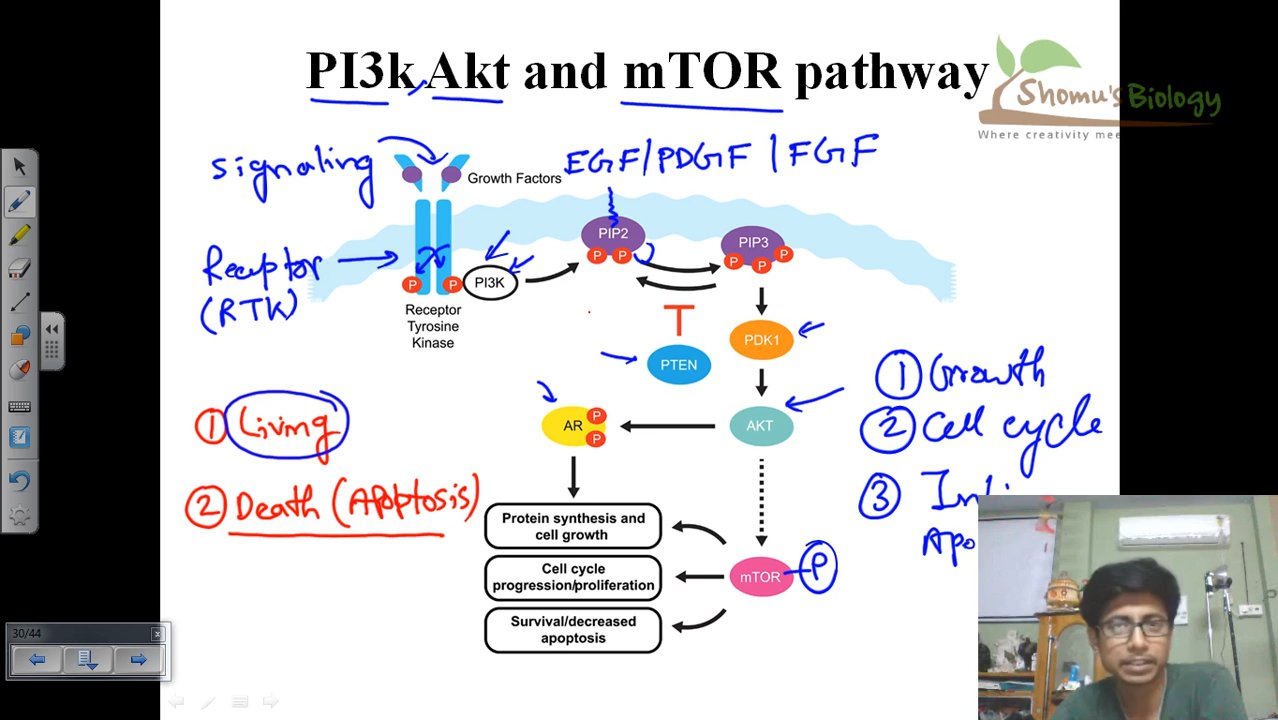 PI3k, Akt and mTOR pathway
Shomu's Biology
Where creativity mee
signaling
EGF/PDGF/FGF
Growth Factors
Receptor
(RTK)
PIP2
P P
PIP3
P P P
P P
PI3K
Receptor
Tyrosine
Kinase
PDK1
PTEN
① Growth
② Cell cycle
③
Apo
① Living
② Death (Apoptosis)
AR
P
P
AKT
Protein synthesis and
cell growth
Cell cycle
progression/proliferation
Survival/decreased
apoptosis
mTOR
P
30/44